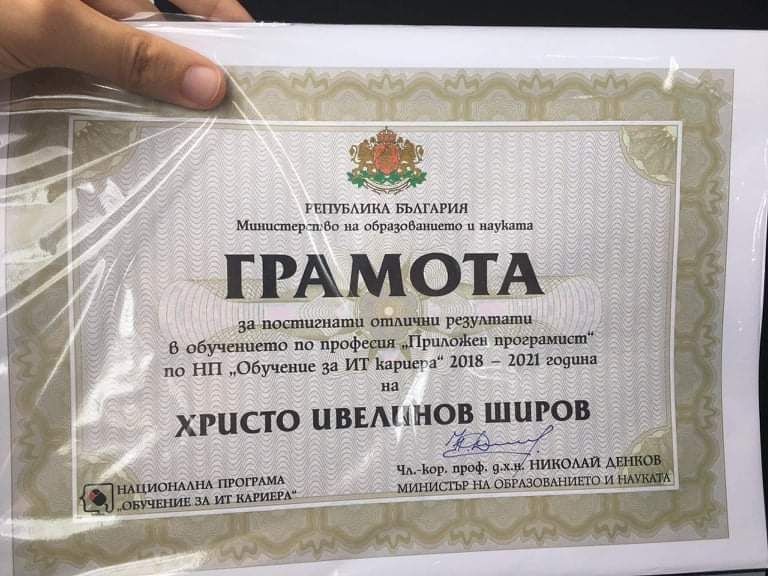 РЕПУБЛИКА БЪЛГАРИЯ
Министерство на образованието и науката
ГРАМОТА
за постигнати отлични резултати
в обучението по професия „Приложен програмист“
по НП „Обучение за ИТ кариера“ 2018 – 2021 година
на
ХРИСТО ИВЕЛИНОВ ШИРОВ
Чл.-кор. проф. д.х.н. НИКОЛАЙ ДЕНКОВ
МИНИСТЪР НА ОБРАЗОВАНИЕТО И НАУКАТА
НАЦИОНАЛНА ПРОГРАМА
„ОБУЧЕНИЕ ЗА ИТ КАРИЕРА“